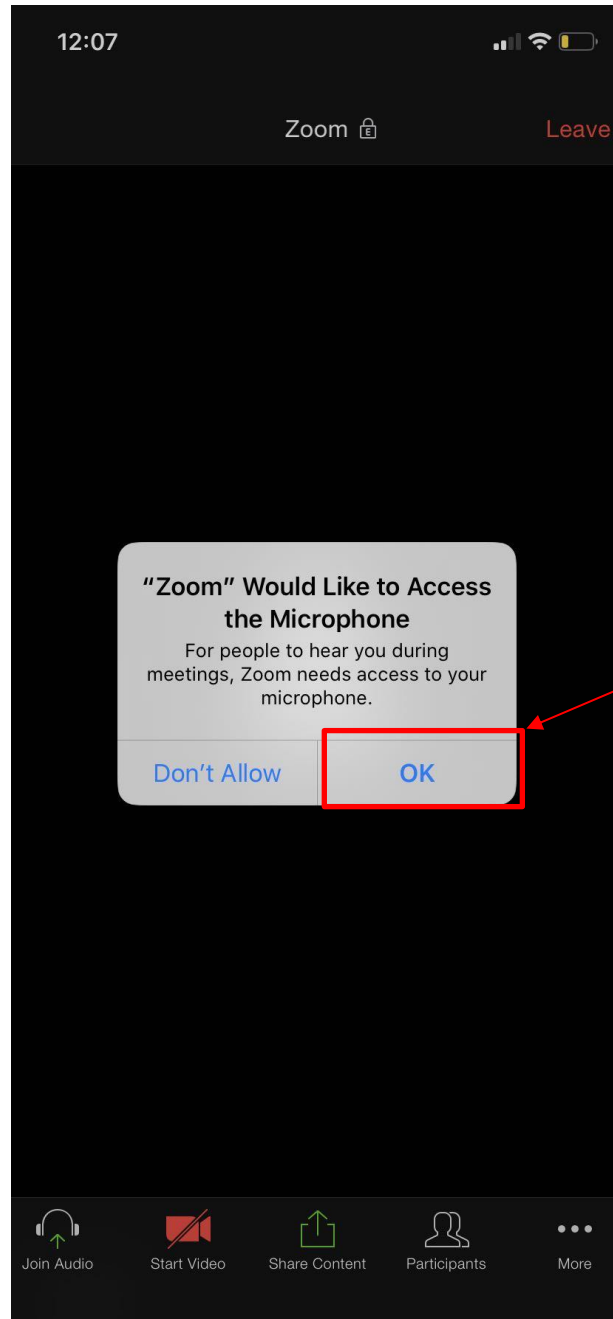 12:07
Zoom
E
Leave
“Zoom” Would Like to Access
the Microphone
For people to hear you during
meetings, Zoom needs access to your
microphone.
Don’t Allow OK
Join Audio Start Video Share Content Participants More